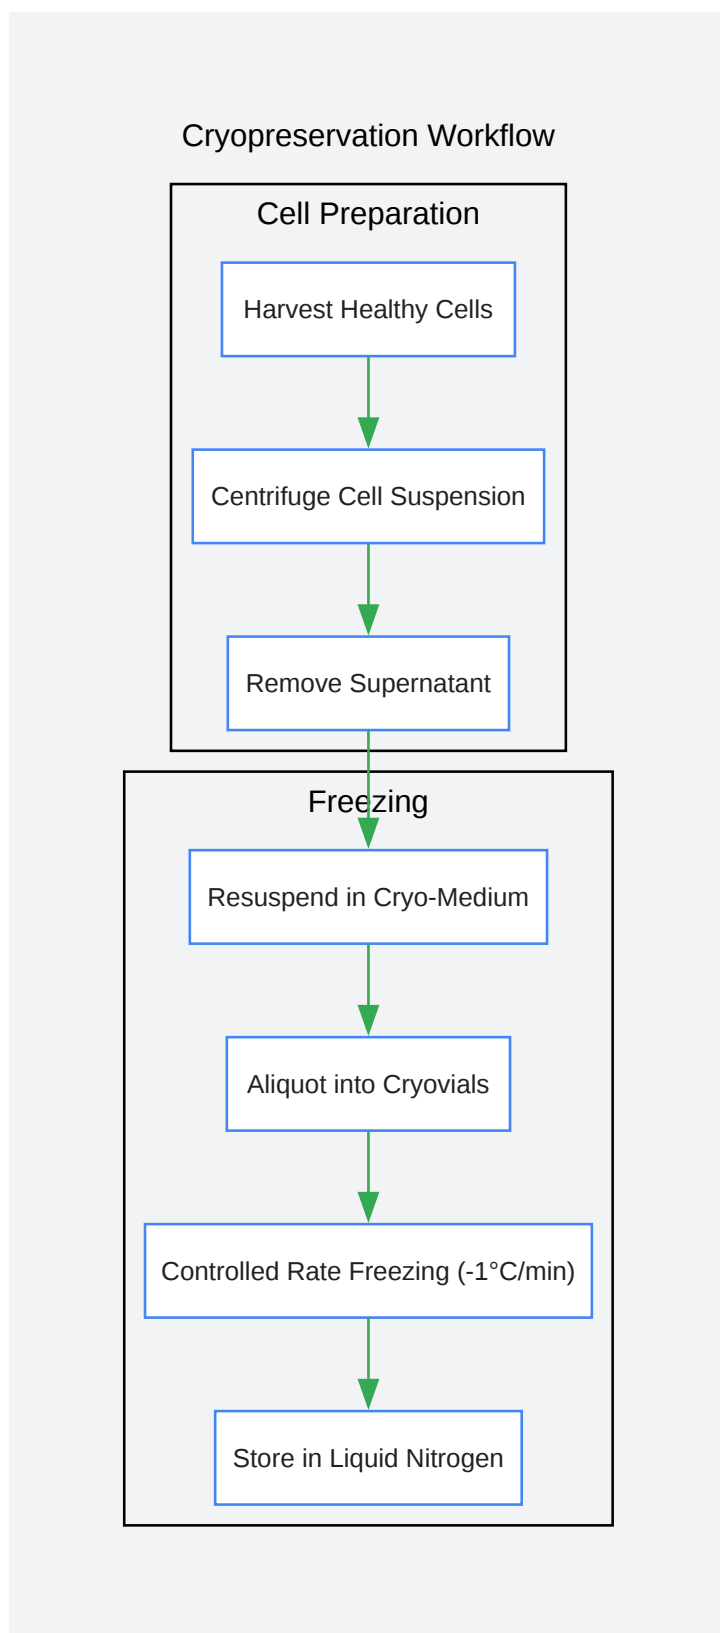 Cryopreservation Workflow
Cell Preparation
Harvest Healthy Cells
Centrifuge Cell Suspension
Remove Supernatant
Freezing
Resuspend in Cryo-Medium
Aliquot into Cryovials
Controlled Rate Freezing (-1°C/min)
Store in Liquid Nitrogen